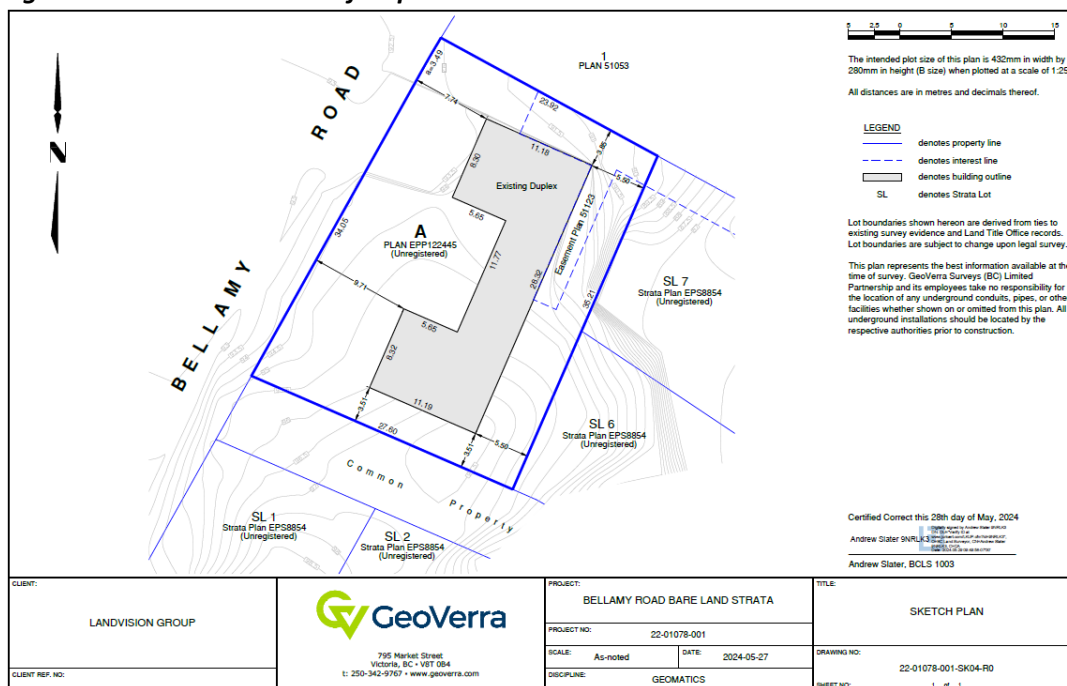 5 2.5 0 5 10 15
The intended plot size of this plan is 432mm in width by
280mm in height (B size) when plotted at a scale of 1:25
All distances are in metres and decimals thereof.
LEGEND
denotes property line
denotes interest line
denotes building outline
SL denotes Strata Lot
Lot boundaries shown hereon are derived from ties to
existing survey evidence and Land Title Office records.
Lot boundaries are subject to change upon legal survey.
This plan represents the best information available at the
time of survey. GeoVerra Surveys (BC) Limited
Partnership and its employees take no responsibility for
the location of any underground conduits, pipes, or othe
facilities whether shown on or omitted from this plan. All
underground installations should be located by the
respective authorities prior to construction.
Certified Correct this 28th day of May, 2024
Andrew Slater 9NRLK3
Andrew Slater, BCLS 1003
N
BELLAMY ROAD
1
PLAN 51053
a=3.49
23.92
7.74
11.18
3.85
5.50
8.30
Existing Duplex
5.65
A
PLAN EPP122445
(Unregistered)
34.05
11.77
Easement Plan 51123
28.32
35.21
SL 7
Strata Plan EPS8854
(Unregistered)
9.71
5.65
8.32
11.19
3.51
27.60
3.51
5.50
SL 6
Strata Plan EPS8854
(Unregistered)
Common Property
SL 1
Strata Plan EPS8854
(Unregistered)
SL 2
Strata Plan EPS8854
(Unregistered)
CLIENT:
LANDVISION GROUP
CLIENT REF. NO:
GeoVerra
795 Market Street
Victoria, BC • V8T 0B4
t: 250-342-9767 • www.geoverra.com
PROJECT:
BELLAMY ROAD BARE LAND STRATA
PROJECT NO: 22-01078-001
SCALE: As-noted DATE: 2024-05-27
DISCIPLINE: GEOMATICS
TITLE:
SKETCH PLAN
DRAWING NO:
22-01078-001-SK04-R0
SHEET NO: